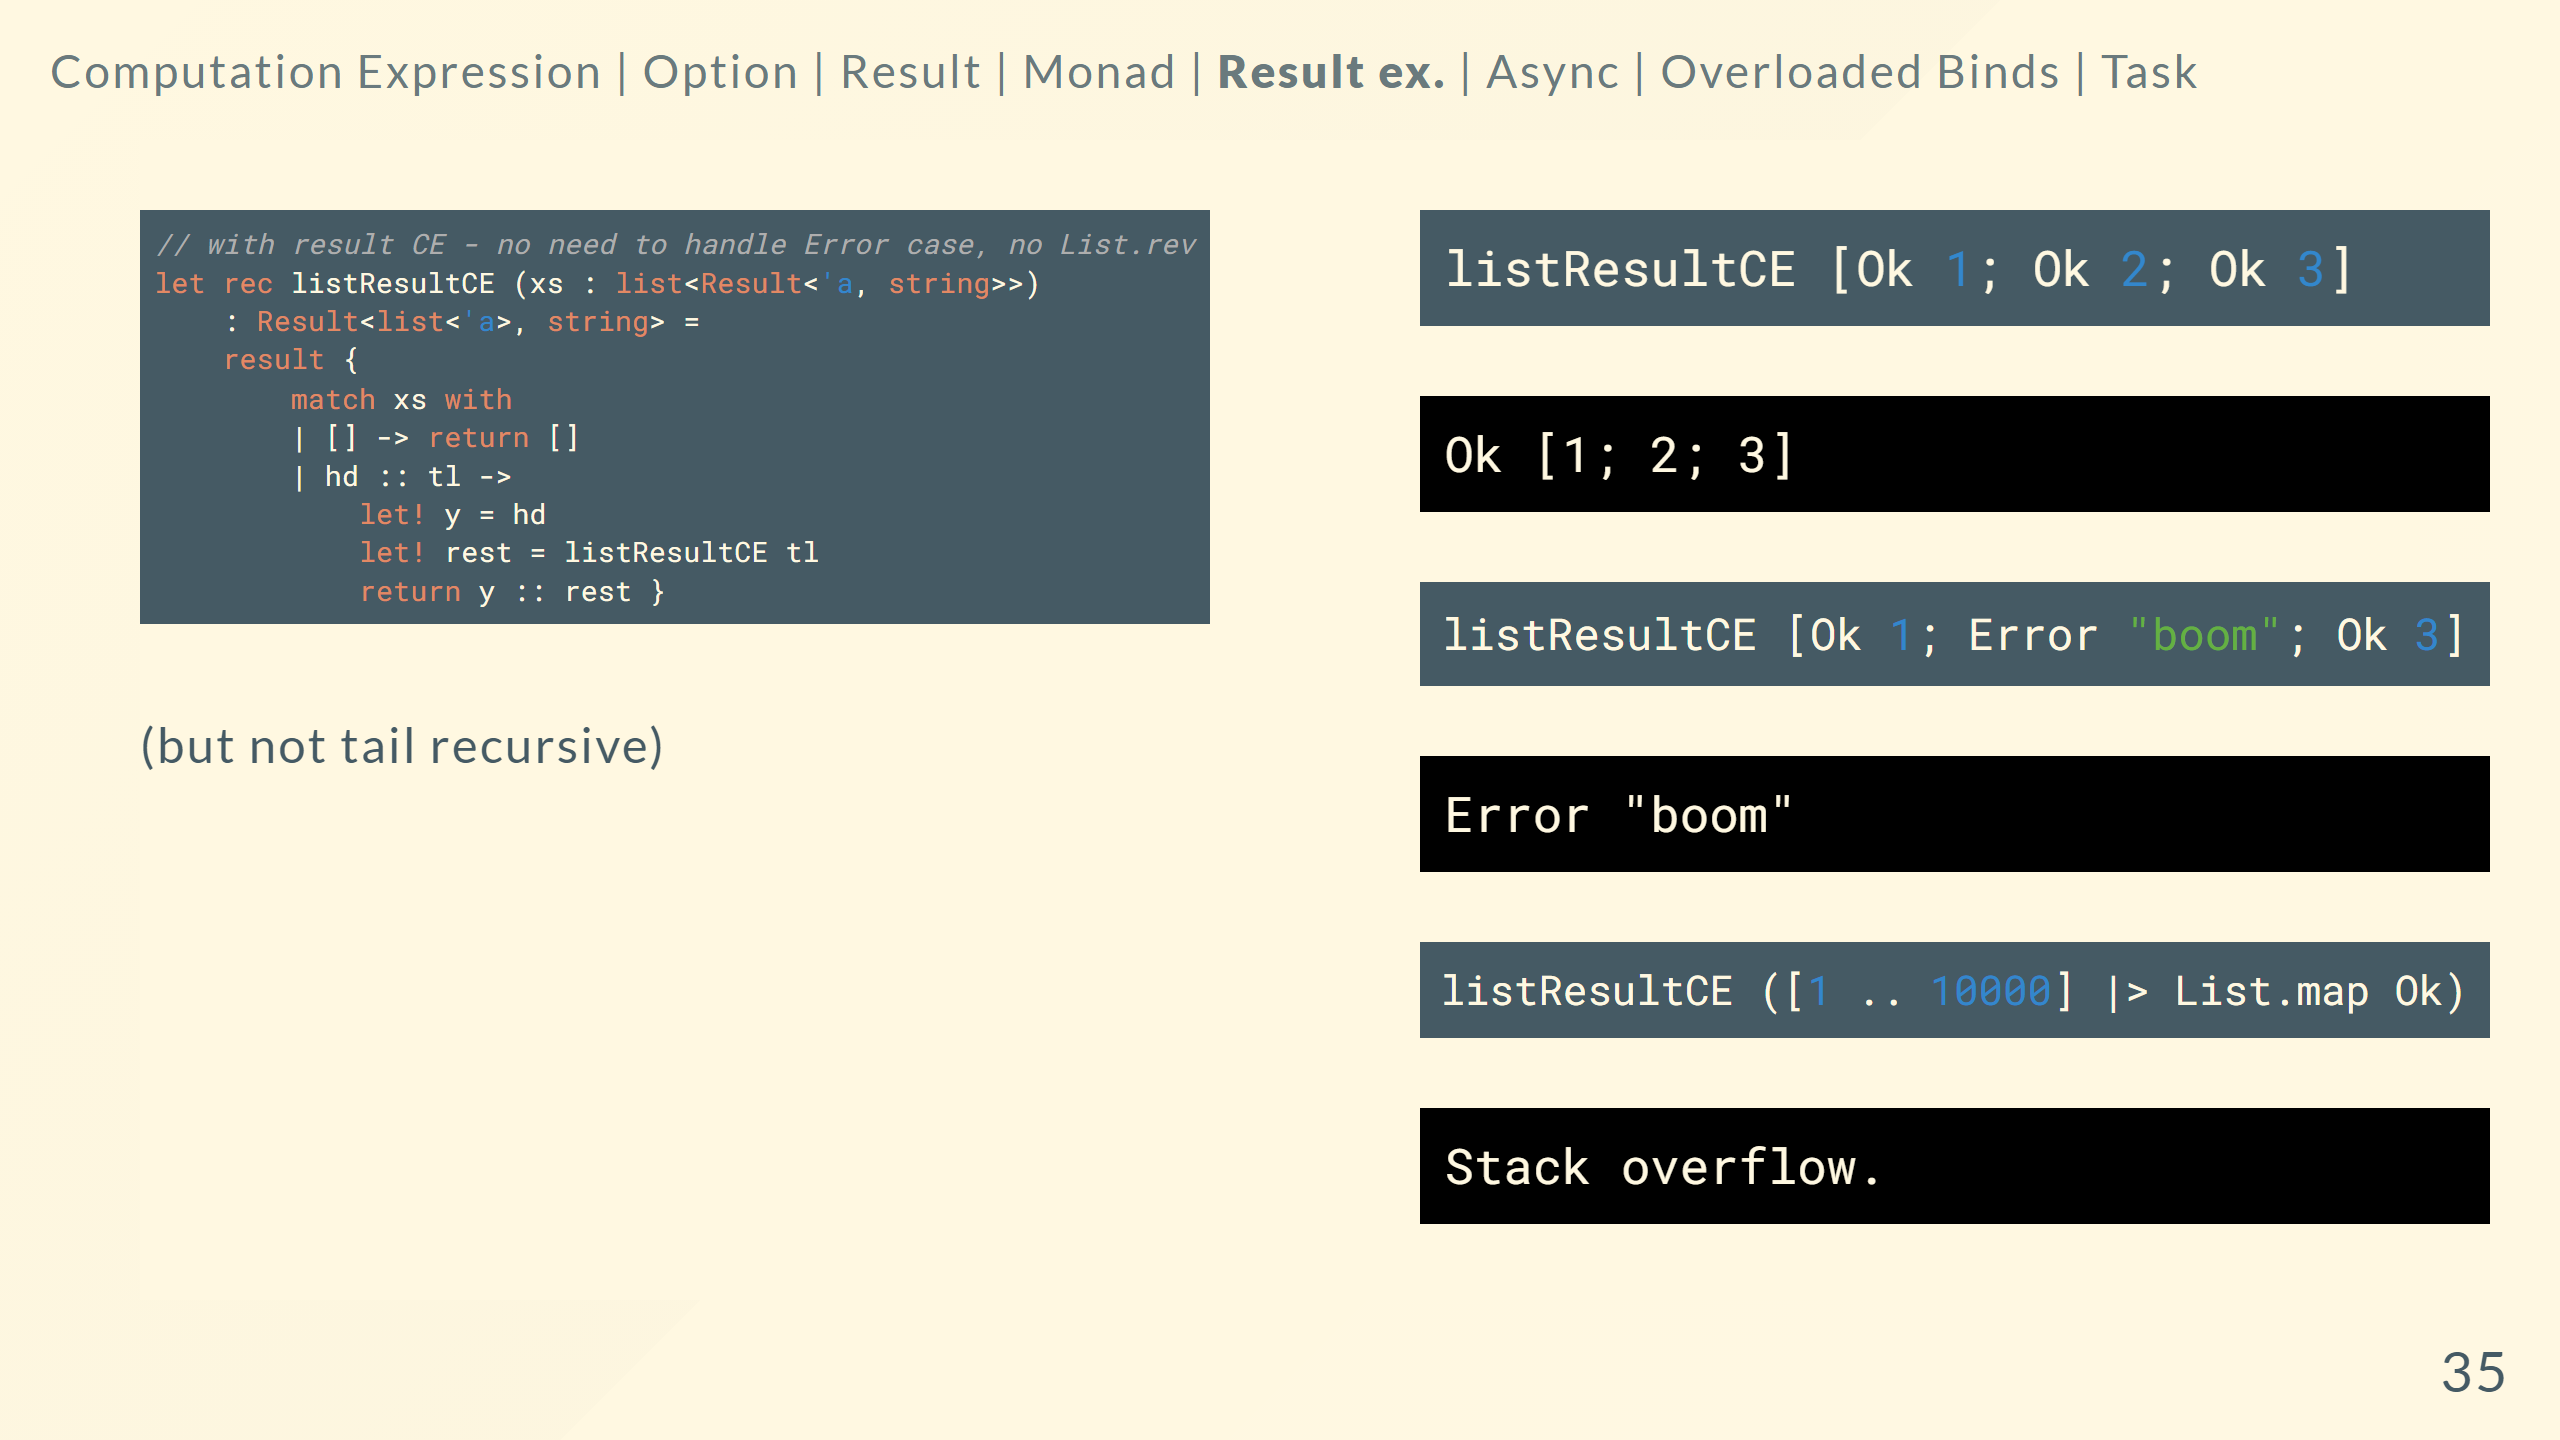 Computation Expression | Option | Result | Monad | Result ex. | Async | Overloaded Binds | Task
// with result CE - no need to handle Error case, no List.rev
let rec listResultCE (xs : list<Result<'a, string>>)
    : Result<list<'a>, string> =
    result {
        match xs with
        | [] -> return []
        | hd :: tl ->
            let! y = hd
            let! rest = listResultCE tl
            return y :: rest }
(but not tail recursive)
listResultCE [Ok 1; Ok 2; Ok 3]
Ok [1; 2; 3]
listResultCE [Ok 1; Error "boom"; Ok 3]
Error "boom"
listResultCE ([1 .. 10000] |> List.map Ok)
Stack overflow.
35